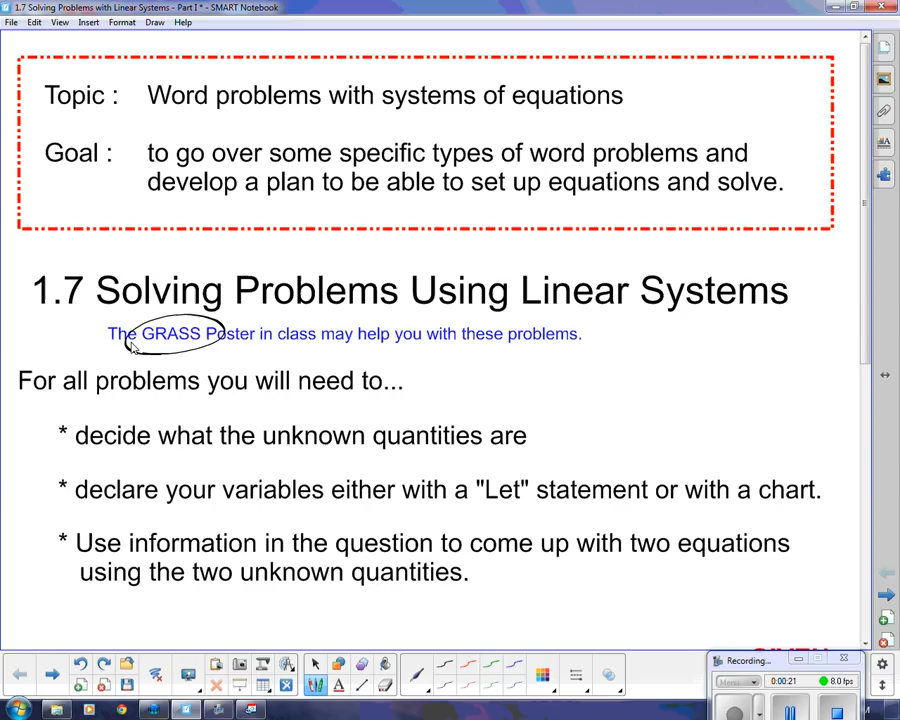 1.7 Solving Problems with Linear Systems - Part I * - SMART Notebook
File Edit View Insert Format Draw Help
Topic : Word problems with systems of equations
Goal : to go over some specific types of word problems and
develop a plan to be able to set up equations and solve.
1.7 Solving Problems Using Linear Systems
The GRASS Poster in class may help you with these problems.
For all problems you will need to...
* decide what the unknown quantities are
* declare your variables either with a "Let" statement or with a chart.
* Use information in the question to come up with two equations
using the two unknown quantities.
Recording...
0:00:21 8.0 fps